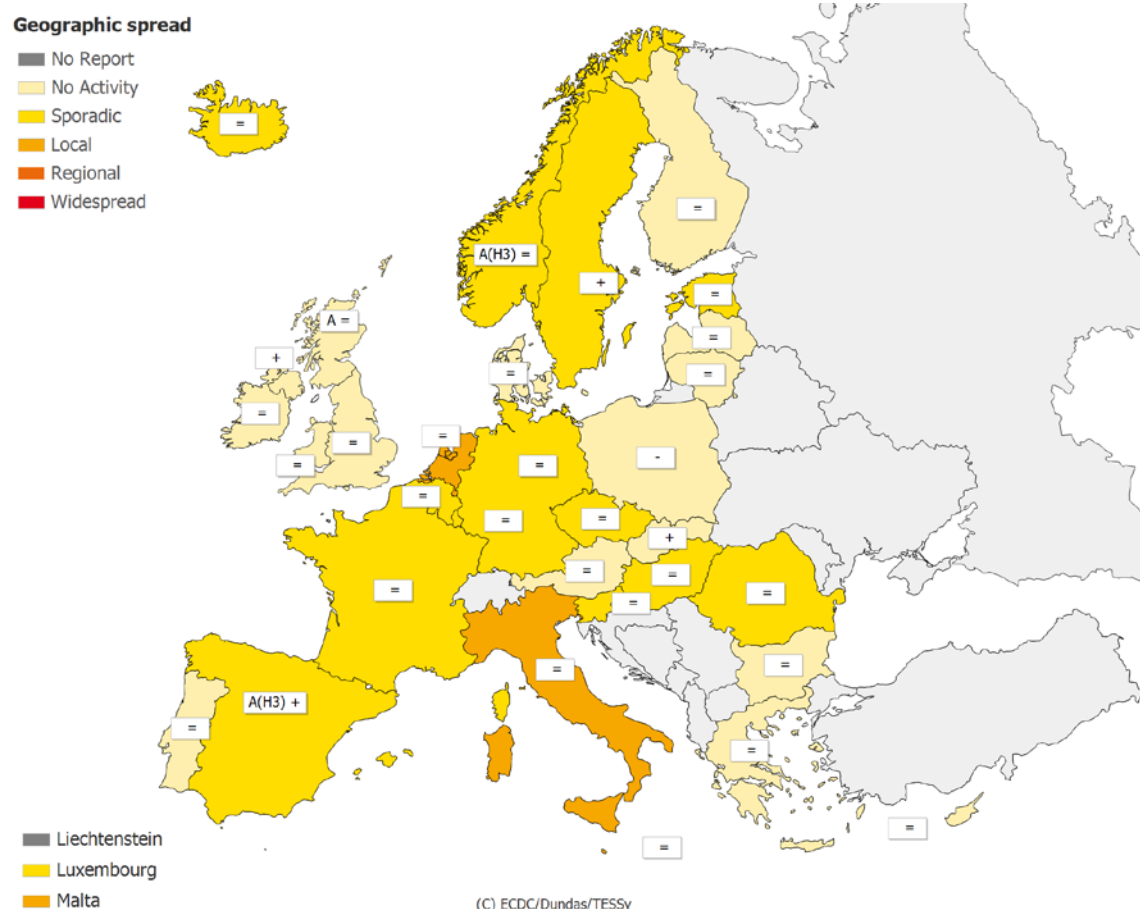 Geographic spread
No Report
No Activity
Sporadic
Local
Regional
Widespread
=
=
A(H3) =
+
=
A =
=
+
=
=
=
=
=
=
-
=
=
=
=
+
=
=
=
=
=
=
=
A(H3) +
=
=
=
=
Liechtenstein
Luxembourg
Malta
(C) ECDC/Dundas/TESSy